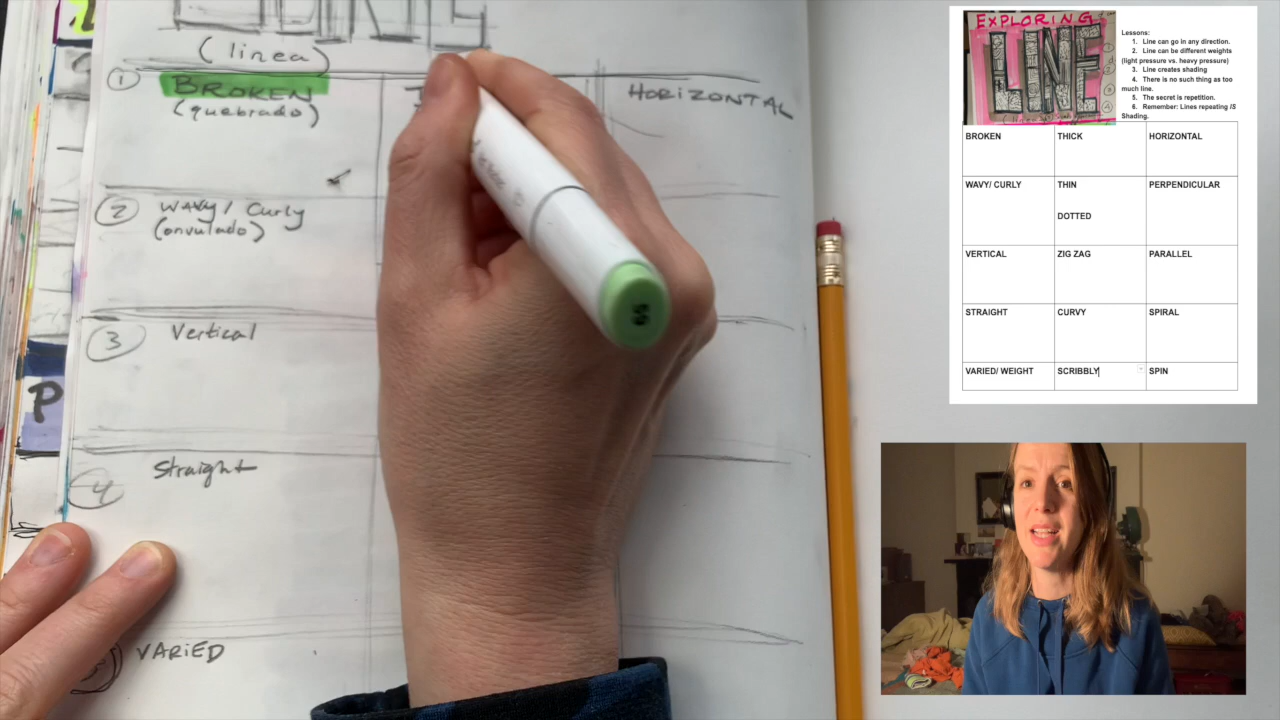 LINE
(linea)
① BROKEN
(quebrado)
HORIZONTAL
② WAVY/ Curly
(onvulado)
③ Vertical
4 Straight
VARIED
P
EXPLORING
LINE
Lessons:
1. Line can go in any direction.
2. Line can be different weights
(light pressure vs. heavy pressure)
3. Line creates shading
4. There is no such thing as too
much line.
5. The secret is repetition.
6. Remember: Lines repeating IS
Shading.
BROKEN THICK HORIZONTAL
WAVY/ CURLY THIN PERPENDICULAR
DOTTED
VERTICAL ZIG ZAG PARALLEL
STRAIGHT CURVY SPIRAL
VARIED/ WEIGHT SCRIBBLY SPIN